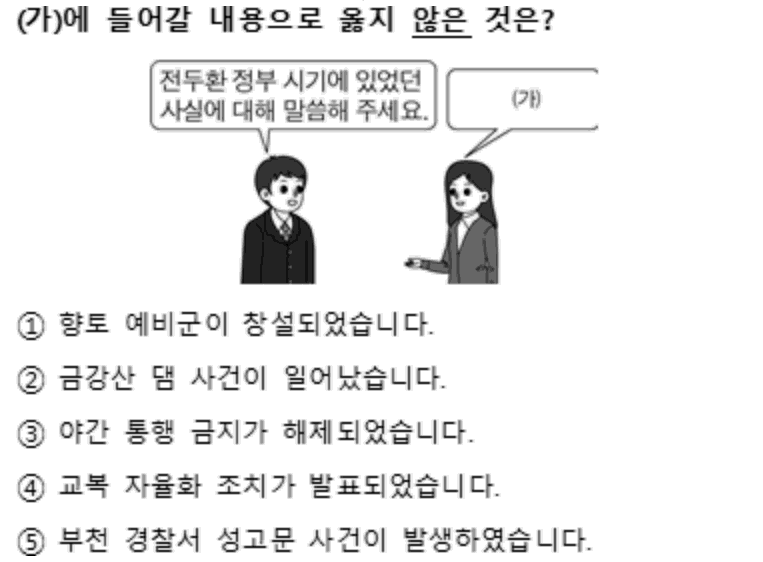 (가)에 들어갈 내용으로 옳지 않은 것은?
전두환 정부 시기에 있었던
사실에 대해 말씀해 주세요.
(가)
① 향토 예비군이 창설되었습니다.
② 금강산 댐 사건이 일어났습니다.
③ 야간 통행 금지가 해제되었습니다.
④ 교복 자율화 조치가 발표되었습니다.
⑤ 부천 경찰서 성고문 사건이 발생하였습니다.